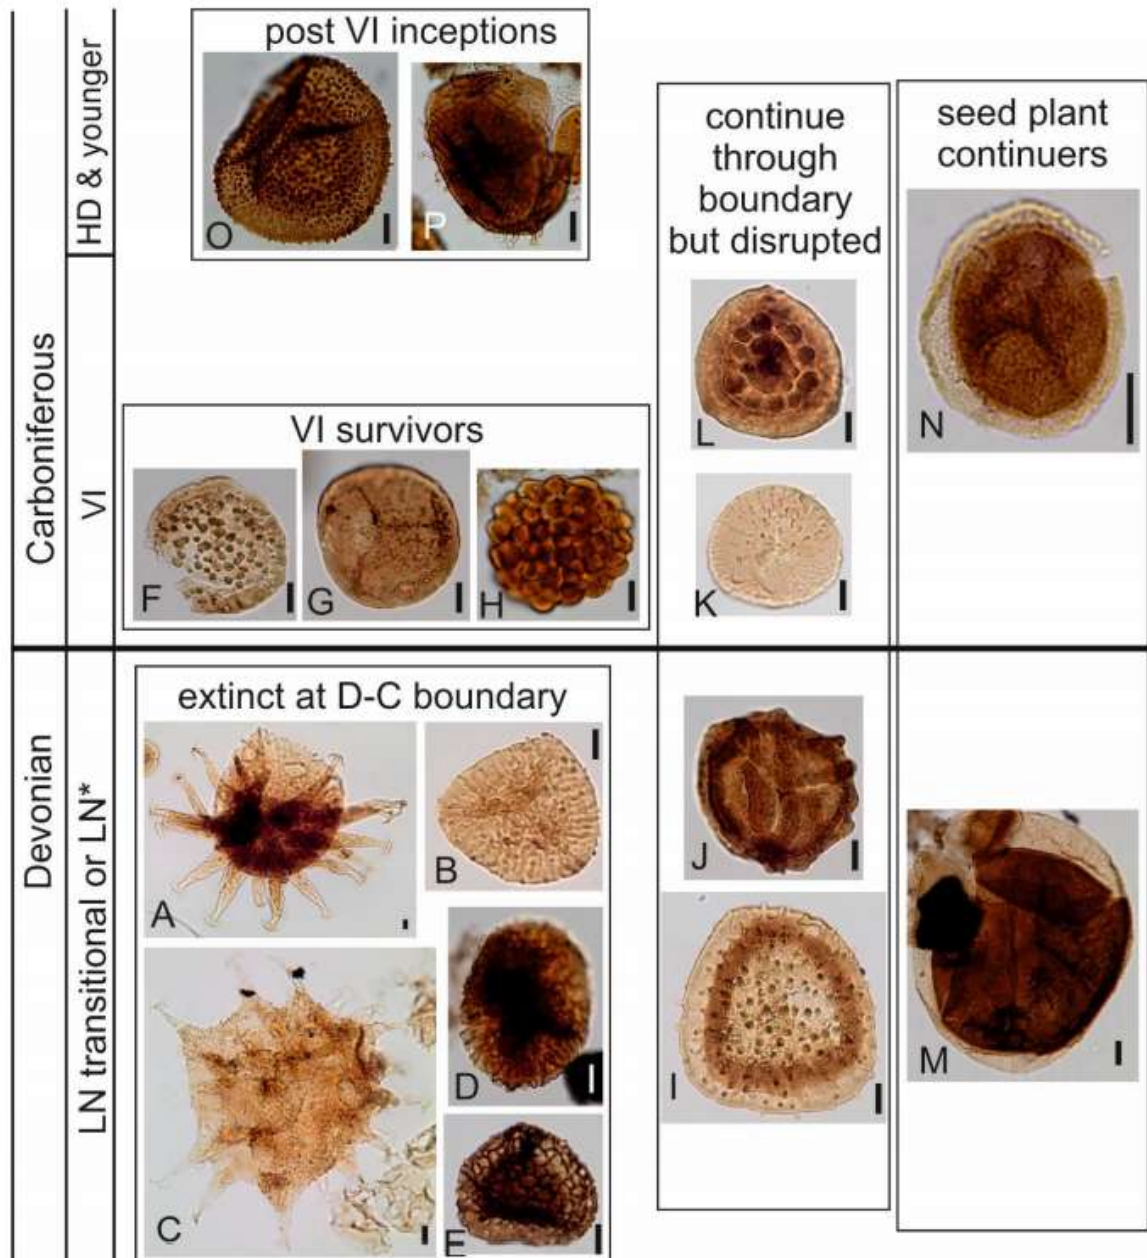 post VI inceptions
HD & younger
O
P
continue
through
boundary
but disrupted
seed plant
continuers
L
N
Carboniferous
VI
VI survivors
F
G
H
K
extinct at D-C boundary
Devonian
LN transitional or LN*
A
B
J
C
D
I
M
E